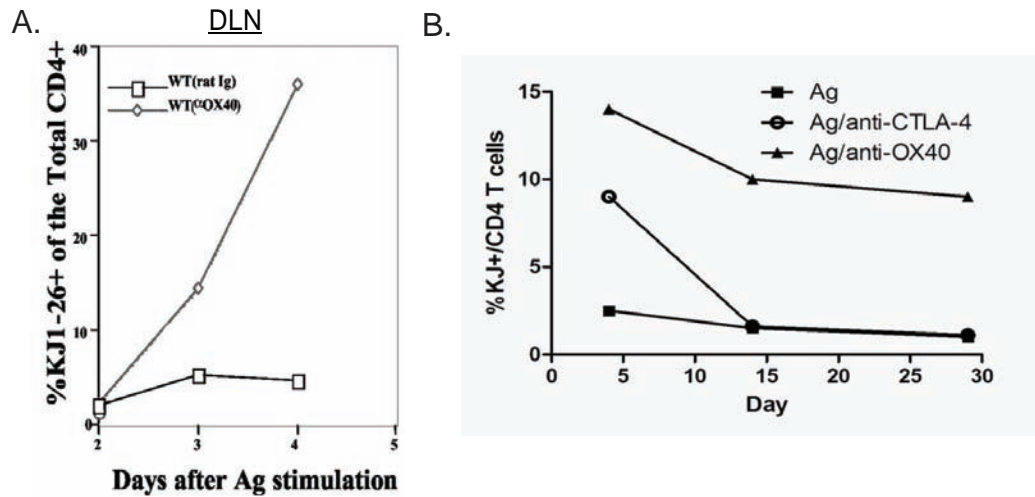 A.
DLN
%KJ1-26+ of the Total CD4+
40
30
20
10
0
WT(rat Ig)
WT(αOX40)
2
3
4
5
Days after Ag stimulation
B.
%KJ+/CD4 T cells
15
10
5
0
Ag
Ag/anti-CTLA-4
Ag/anti-OX40
0 5 10 15 20 25 30
Day